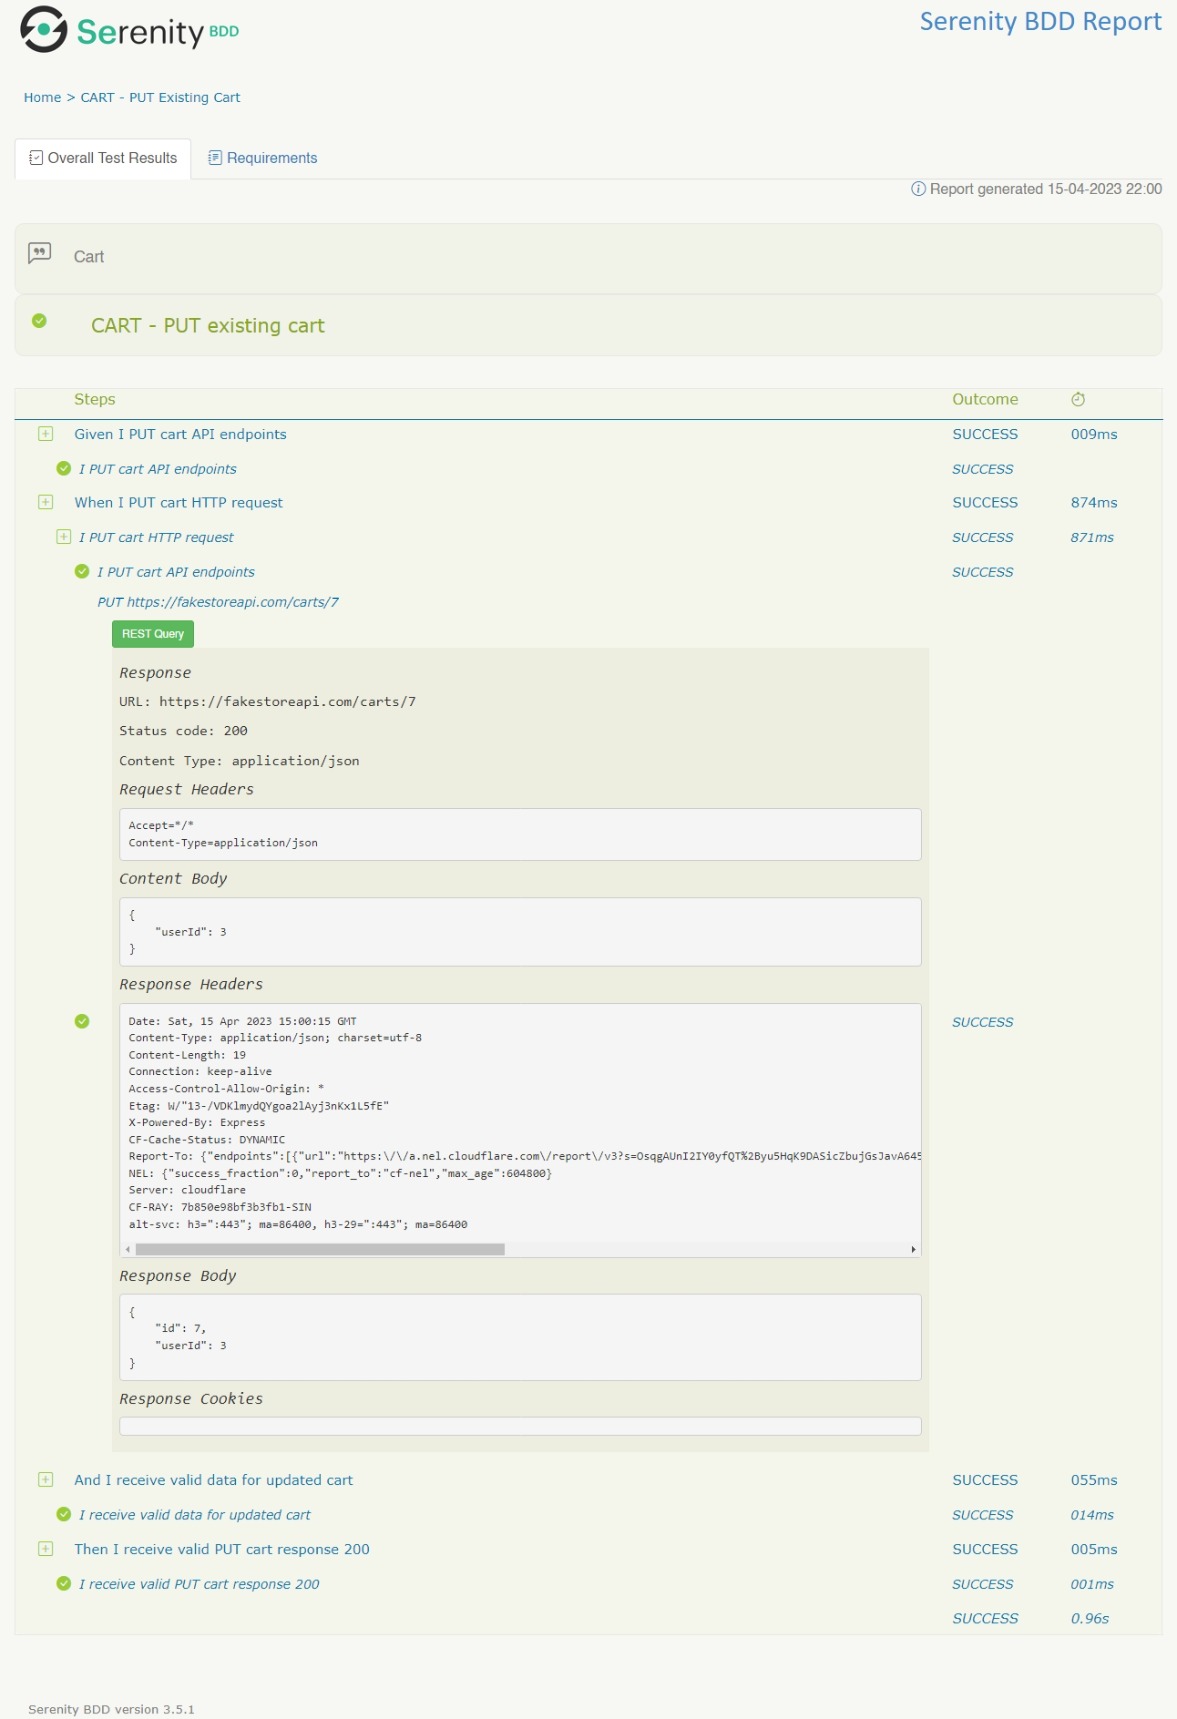 Serenity BDD
Serenity BDD Report
Home > CART - PUT Existing Cart
Overall Test Results
Requirements
Report generated 15-04-2023 22:00
Cart
CART - PUT existing cart
Steps Outcome
Given I PUT cart API endpoints SUCCESS 009ms
I PUT cart API endpoints SUCCESS
When I PUT cart HTTP request SUCCESS 874ms
I PUT cart HTTP request SUCCESS 871ms
I PUT cart API endpoints SUCCESS
PUT https://fakestoreapi.com/carts/7
REST Query
Response
URL: https://fakestoreapi.com/carts/7
Status code: 200
Content Type: application/json
Request Headers
Accept=*/*
Content-Type=application/json
Content Body
{
"userId": 3
}
Response Headers
Date: Sat, 15 Apr 2023 15:00:15 GMT SUCCESS
Content-Type: application/json; charset=utf-8
Content-Length: 19
Connection: keep-alive
Access-Control-Allow-Origin: *
Etag: W/"13-/VDKlmydQYgoa2lAyj3nKx1L5fE"
X-Powered-By: Express
CF-Cache-Status: DYNAMIC
Report-To: {"endpoints":[{"url":"https:\/\/a.nel.cloudflare.com\/report\/v3?s=OsqgAUnI2IY0yfQT%2Byu5HqK9DASicZbujGsJavA645
NEL: {"success_fraction":0,"report_to":"cf-nel","max_age":604800}
Server: cloudflare
CF-RAY: 7b850e98bf3b3fb1-SIN
alt-svc: h3=":443"; ma=86400, h3-29=":443"; ma=86400
Response Body
{
"id": 7,
"userId": 3
}
Response Cookies
And I receive valid data for updated cart SUCCESS 055ms
I receive valid data for updated cart SUCCESS 014ms
Then I receive valid PUT cart response 200 SUCCESS 005ms
I receive valid PUT cart response 200 SUCCESS 001ms
SUCCESS 0.96s
Serenity BDD version 3.5.1